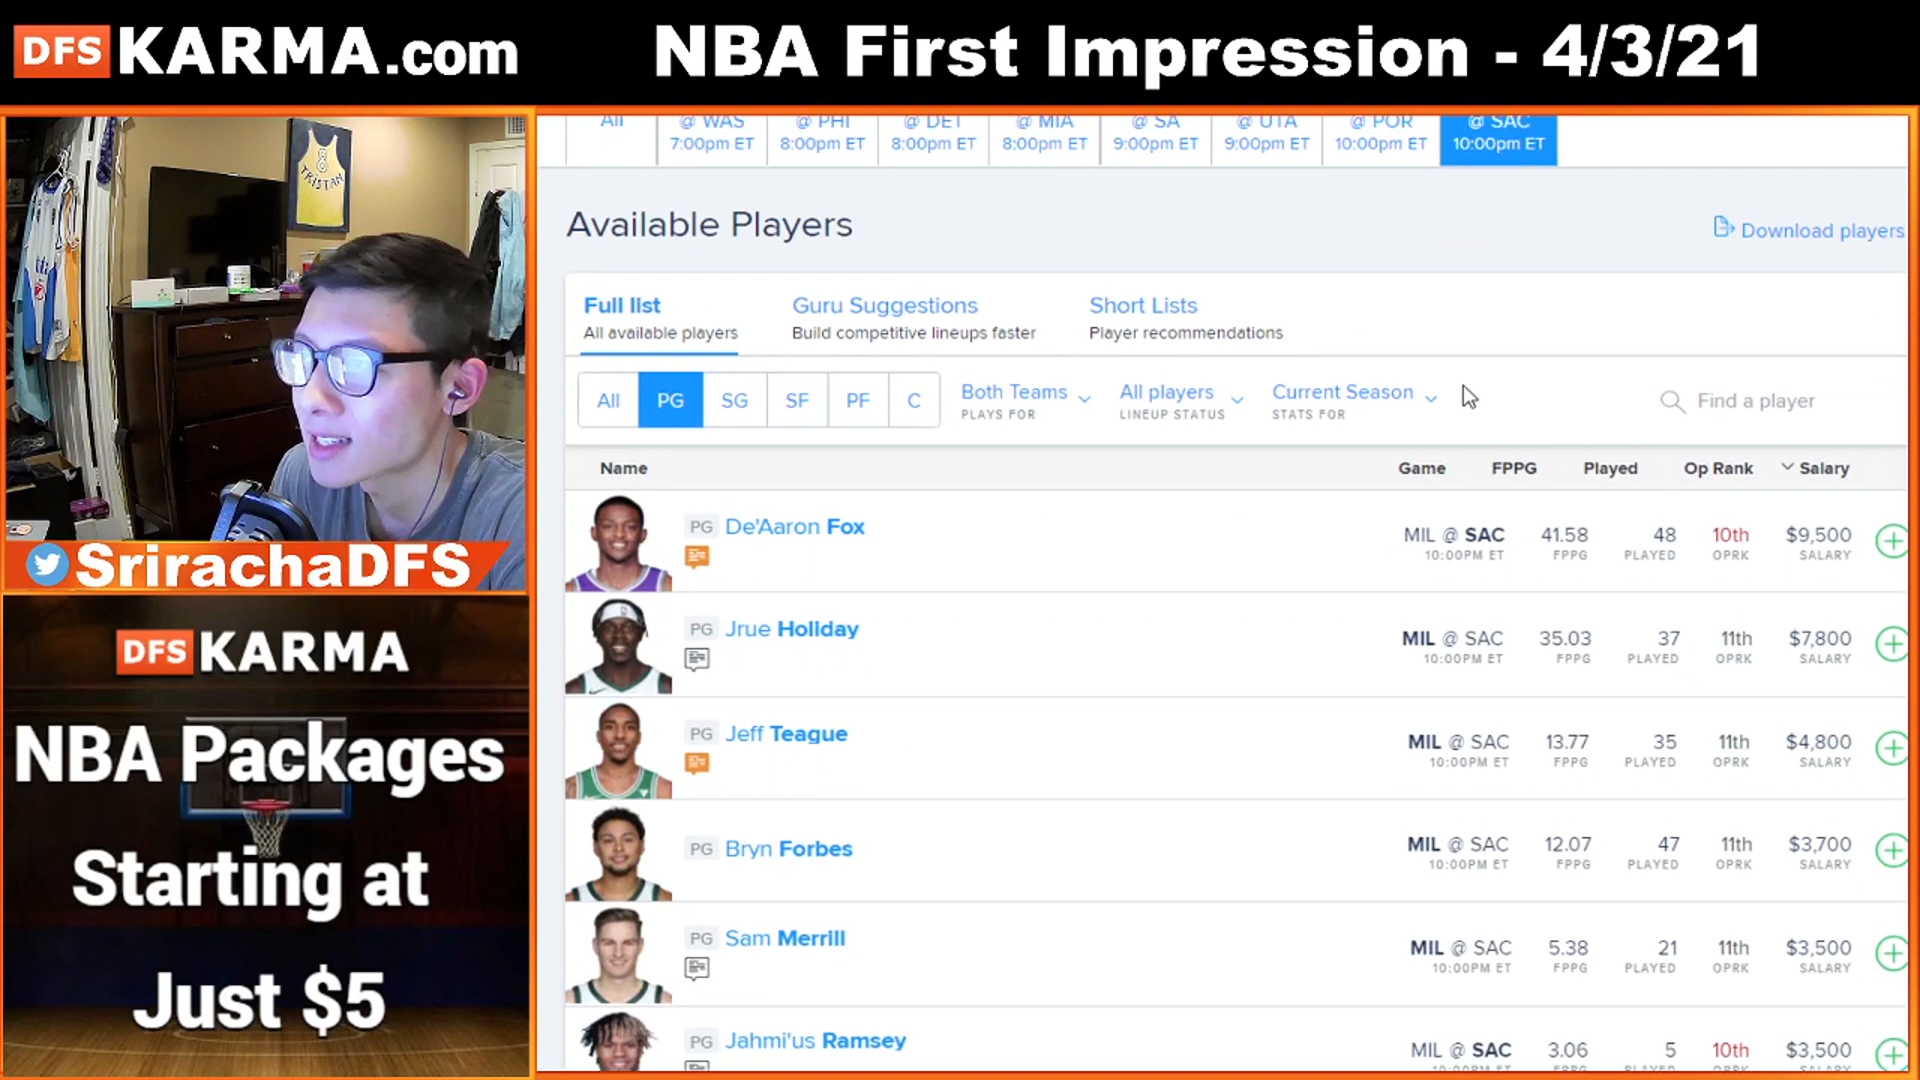 DFS KARMA.com
NBA First Impression - 4/3/21
All
@ WAS @ PHI @ DET @ MIA @ SA @ UTA @ POR @ SAC
7:00pm ET 8:00pm ET 8:00pm ET 8:00pm ET 9:00pm ET 9:00pm ET 10:00pm ET 10:00pm ET
Available Players
Download players
Full list Guru Suggestions Short Lists
All available players Build competitive lineups faster Player recommendations
All PG SG SF PF C
Both Teams All players Current Season
PLAYS FOR LINEUP STATUS STATS FOR
Find a player
Name Game FPPG Played Op Rank Salary
PG De'Aaron Fox MIL @ SAC 41.58 48 10th $9,500
10:00PM ET FPPG PLAYED OPRK SALARY
PG Jrue Holiday MIL @ SAC 35.03 37 11th $7,800
10:00PM ET FPPG PLAYED OPRK SALARY
PG Jeff Teague MIL @ SAC 13.77 35 11th $4,800
10:00PM ET FPPG PLAYED OPRK SALARY
PG Bryn Forbes MIL @ SAC 12.07 47 11th $3,700
10:00PM ET FPPG PLAYED OPRK SALARY
PG Sam Merrill MIL @ SAC 5.38 21 11th $3,500
10:00PM ET FPPG PLAYED OPRK SALARY
PG Jahmi'us Ramsey MIL @ SAC 3.06 5 10th $3,500
8
TRISTAN
SrirachaDFS
DFS KARMA
NBA Packages
Starting at
Just $5